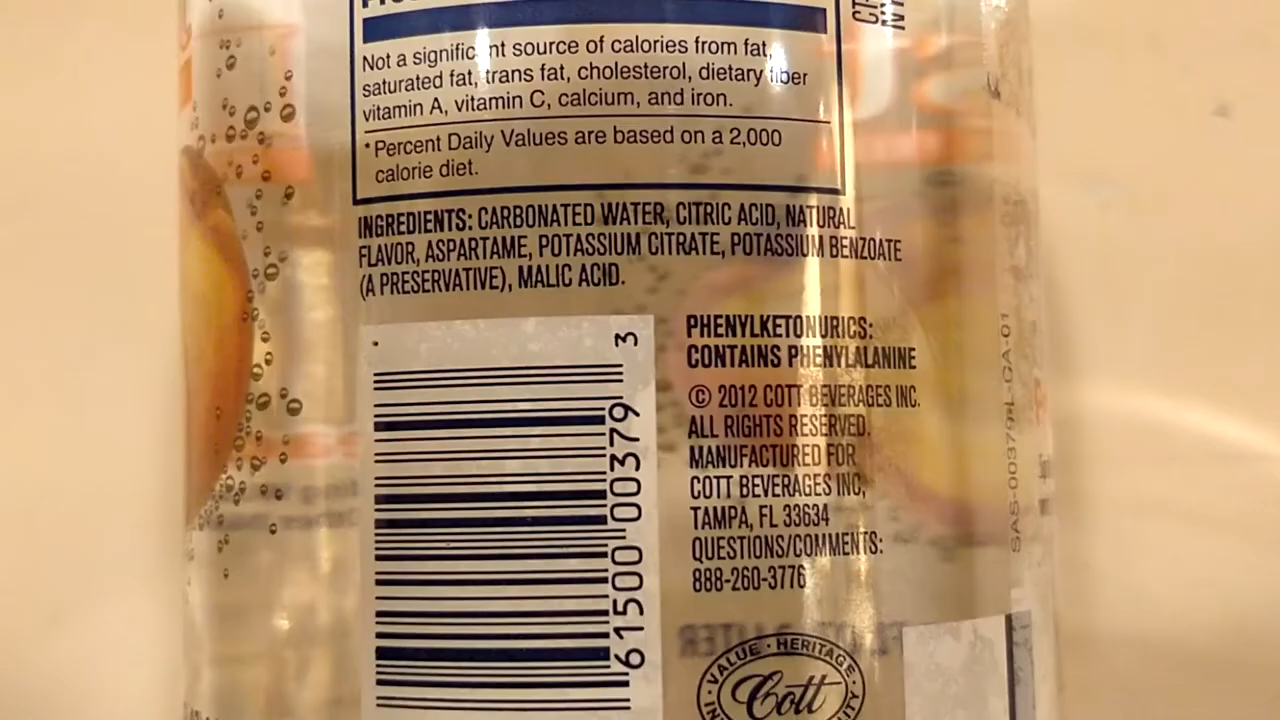 Not a significant source of calories from fat,
saturated fat, trans fat, cholesterol, dietary fiber
vitamin A, vitamin C, calcium, and iron.
*Percent Daily Values are based on a 2,000
calorie diet.
INGREDIENTS: CARBONATED WATER, CITRIC ACID, NATURAL
FLAVOR, ASPARTAME, POTASSIUM CITRATE, POTASSIUM BENZOATE
(A PRESERVATIVE), MALIC ACID.
61500 00379 3
PHENYLKETONURICS:
CONTAINS PHENYLALANINE
© 2012 COTT BEVERAGES INC.
ALL RIGHTS RESERVED.
MANUFACTURED FOR
COTT BEVERAGES INC,
TAMPA, FL 33634
QUESTIONS/COMMENTS:
888-260-3776
VALUE · HERITAGE
Cott